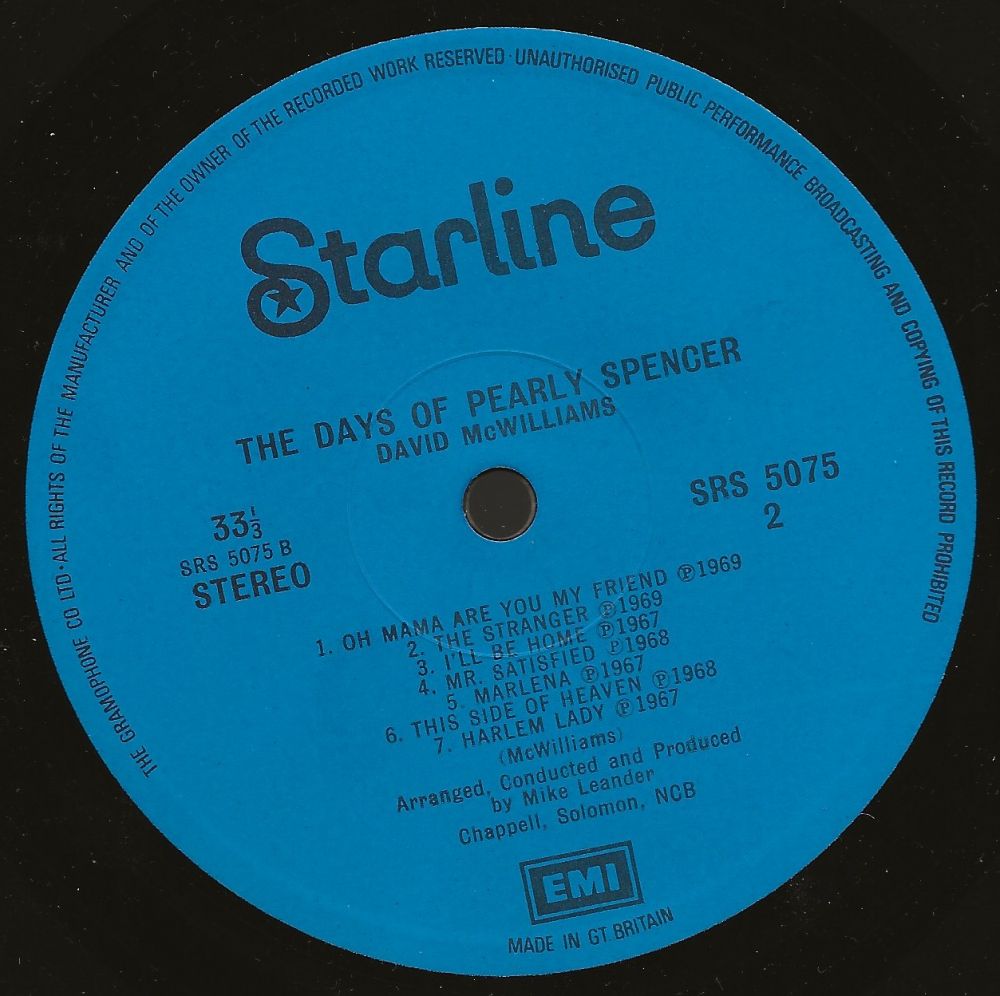 THE GRAMOPHONE CO LTD·ALL RIGHTS OF THE MANUFACTURER AND OF THE OWNER OF THE RECORDED WORK RESERVED·UNAUTHORISED PUBLIC PERFORMANCE BROADCASTING AND COPYING OF THIS RECORD PROHIBITED
Starline
THE DAYS OF PEARLY SPENCER
DAVID McWILLIAMS
33⅓
SRS 5075 B
STEREO
SRS 5075
2
1. OH MAMA ARE YOU MY FRIEND ℗1969
2. THE STRANGER ℗1969
3. I'LL BE HOME ℗1967
4. MR. SATISFIED ℗1968
5. MARLENA ℗1967
6. THIS SIDE OF HEAVEN ℗1968
7. HARLEM LADY ℗1967
(McWilliams)
Arranged, Conducted and Produced
by Mike Leander
Chappell, Solomon, NCB
EMI
MADE IN GT. BRITAIN